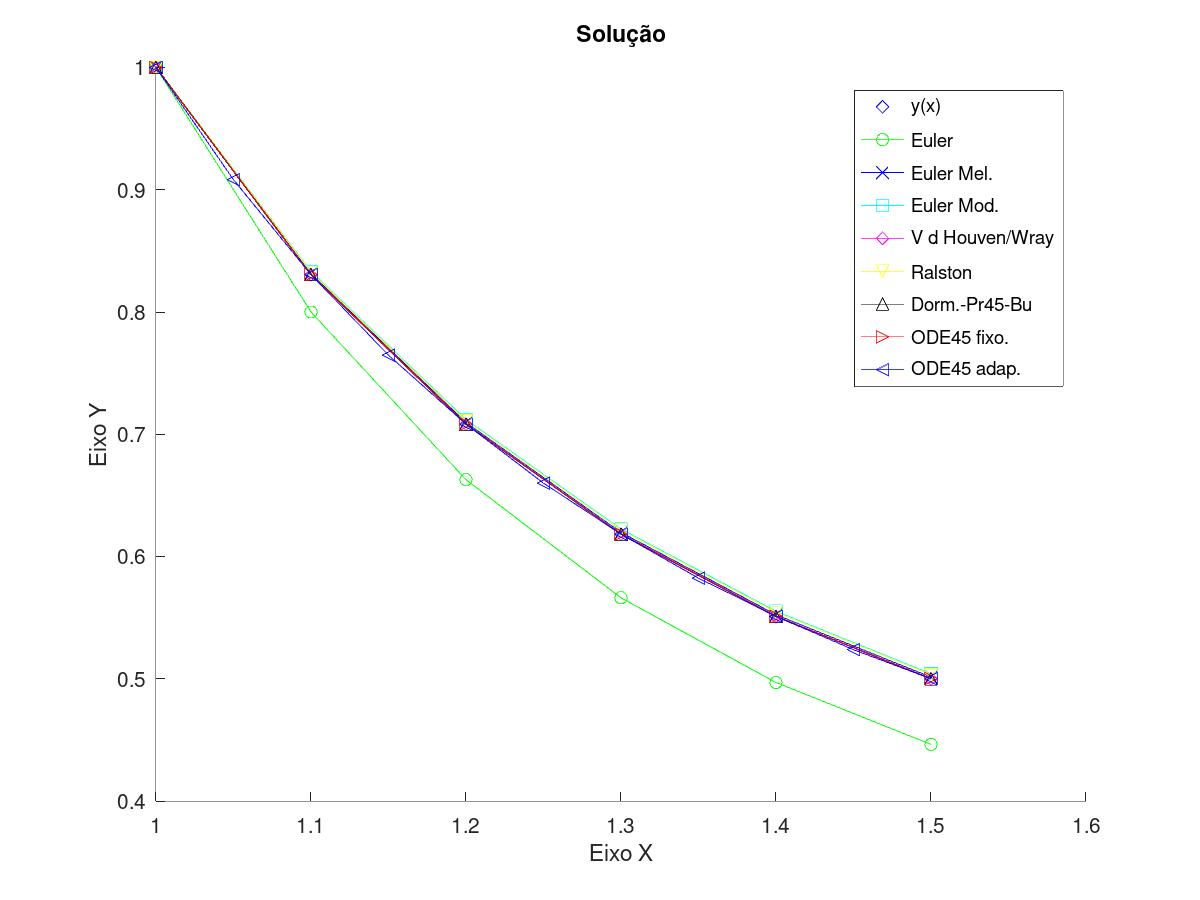 Solução
1
0.9
0.8
0.7
0.6
0.5
0.4
Eixo Y
1 1.1 1.2 1.3 1.4 1.5 1.6
Eixo X
y(x)
Euler
Euler Mel.
Euler Mod.
V d Houven/Wray
Ralston
Dorm.-Pr45-Bu
ODE45 fixo.
ODE45 adap.